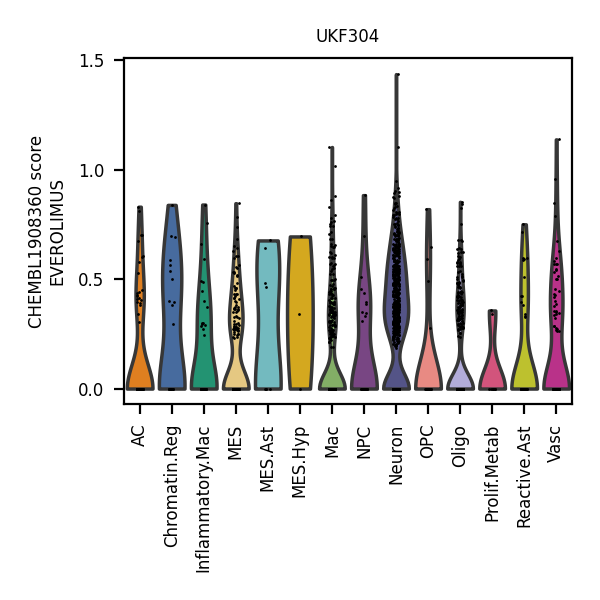 UKF304
CHEMBL1908360 score
EVEROLIMUS
1.5
1.0
0.5
0.0
AC
Chromatin.Reg
Inflammatory.Mac
MES
MES.Ast
MES.Hyp
Mac
NPC
Neuron
OPC
Oligo
Prolif.Metab
Reactive.Ast
Vasc